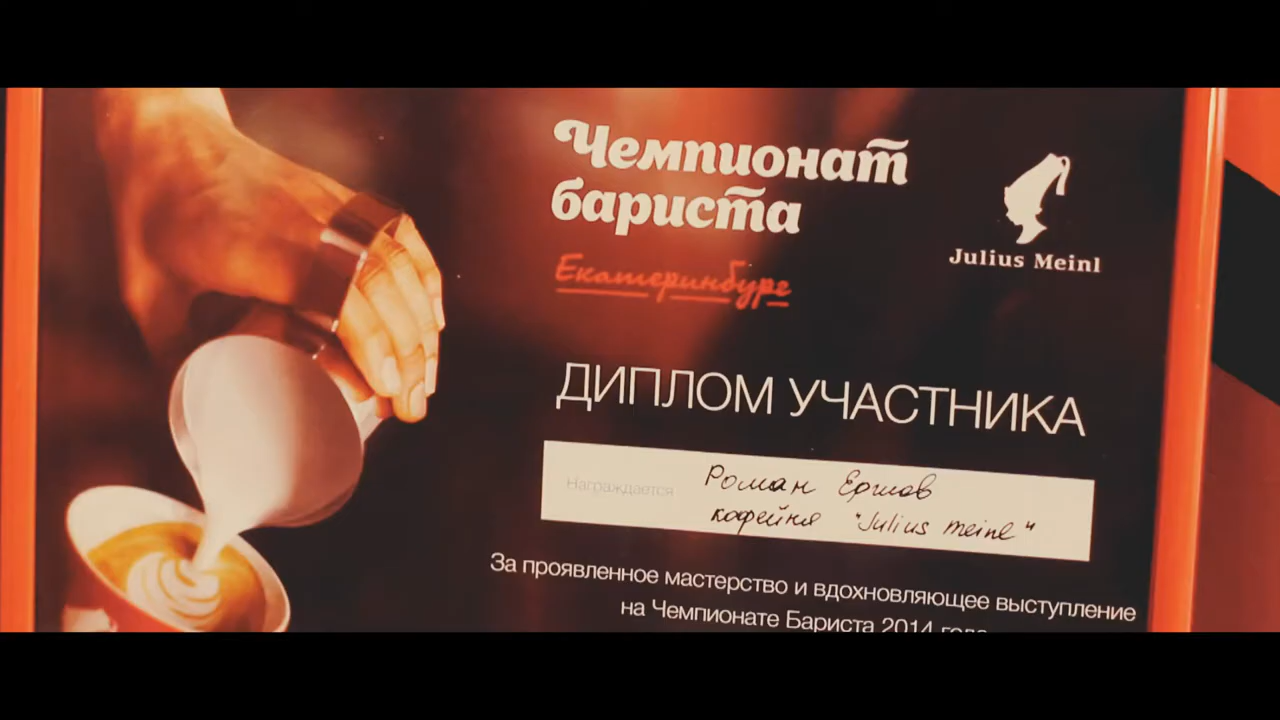 Чемпионат
бариста
Екатеринбург
Julius Meinl
ДИПЛОМ УЧАСТНИКА
Награждается Роман Ершов
кофейня "Julius meinl"
За проявленное мастерство и вдохновляющее выступление
на Чемпионате Бариста 2014 года